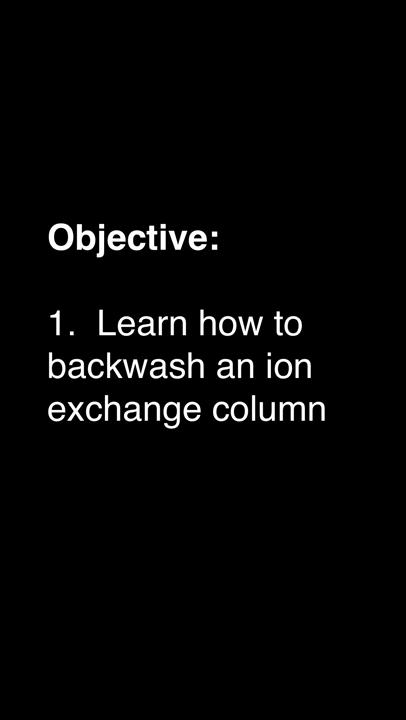 Objective:
1.  Learn how to
backwash an ion
exchange column